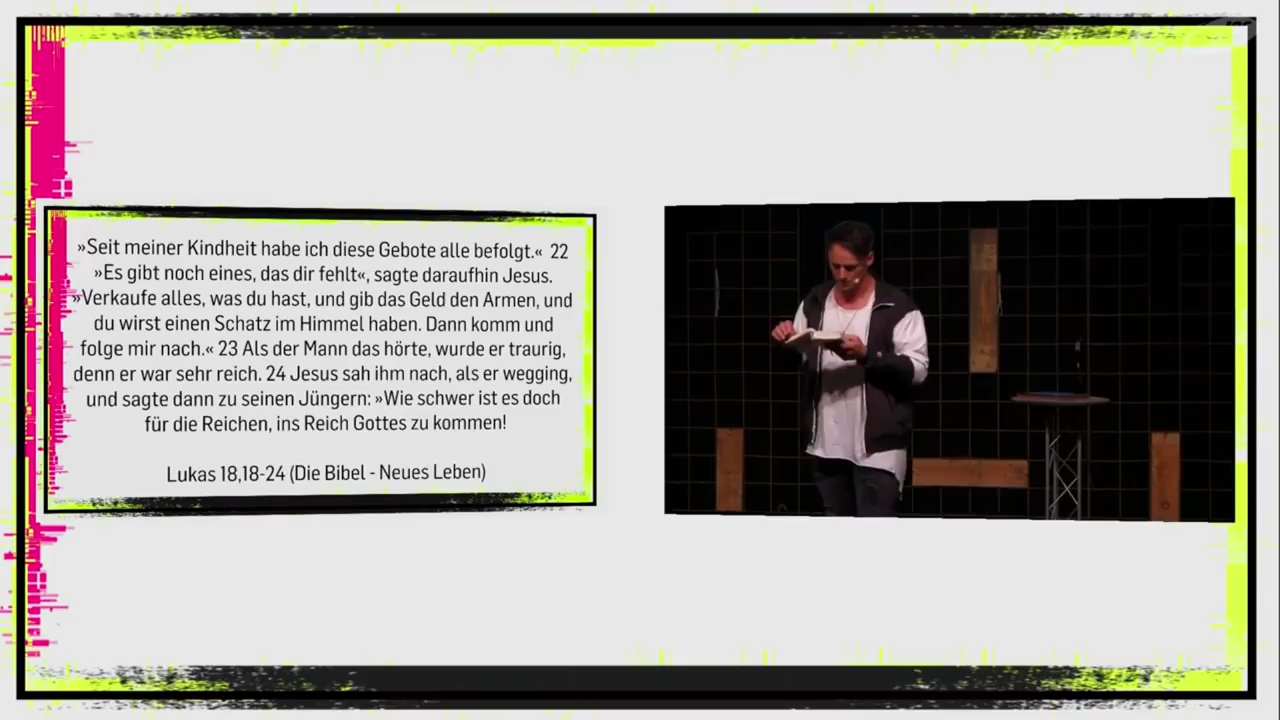 »Seit meiner Kindheit habe ich diese Gebote alle befolgt.« 22
»Es gibt noch eines, das dir fehlt«, sagte daraufhin Jesus.
»Verkaufe alles, was du hast, und gib das Geld den Armen, und
du wirst einen Schatz im Himmel haben. Dann komm und
folge mir nach.« 23 Als der Mann das hörte, wurde er traurig,
denn er war sehr reich. 24 Jesus sah ihm nach, als er wegging,
und sagte dann zu seinen Jüngern: »Wie schwer ist es doch
für die Reichen, ins Reich Gottes zu kommen!
Lukas 18,18-24 (Die Bibel - Neues Leben)